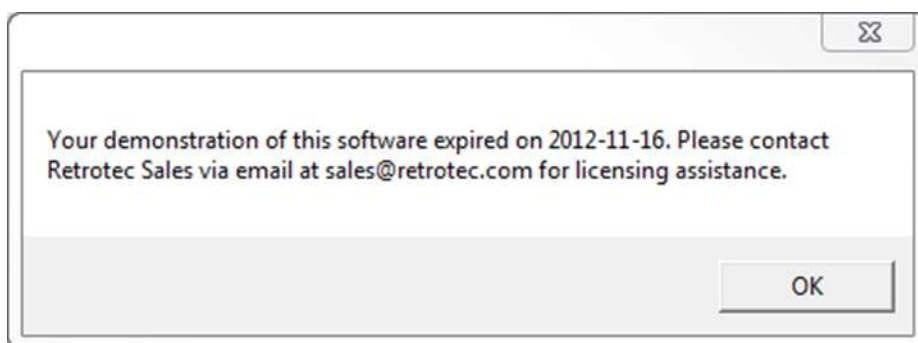 Your demonstration of this software expired on 2012-11-16. Please contact
Retrotec Sales via email at sales@retrotec.com for licensing assistance.
OK